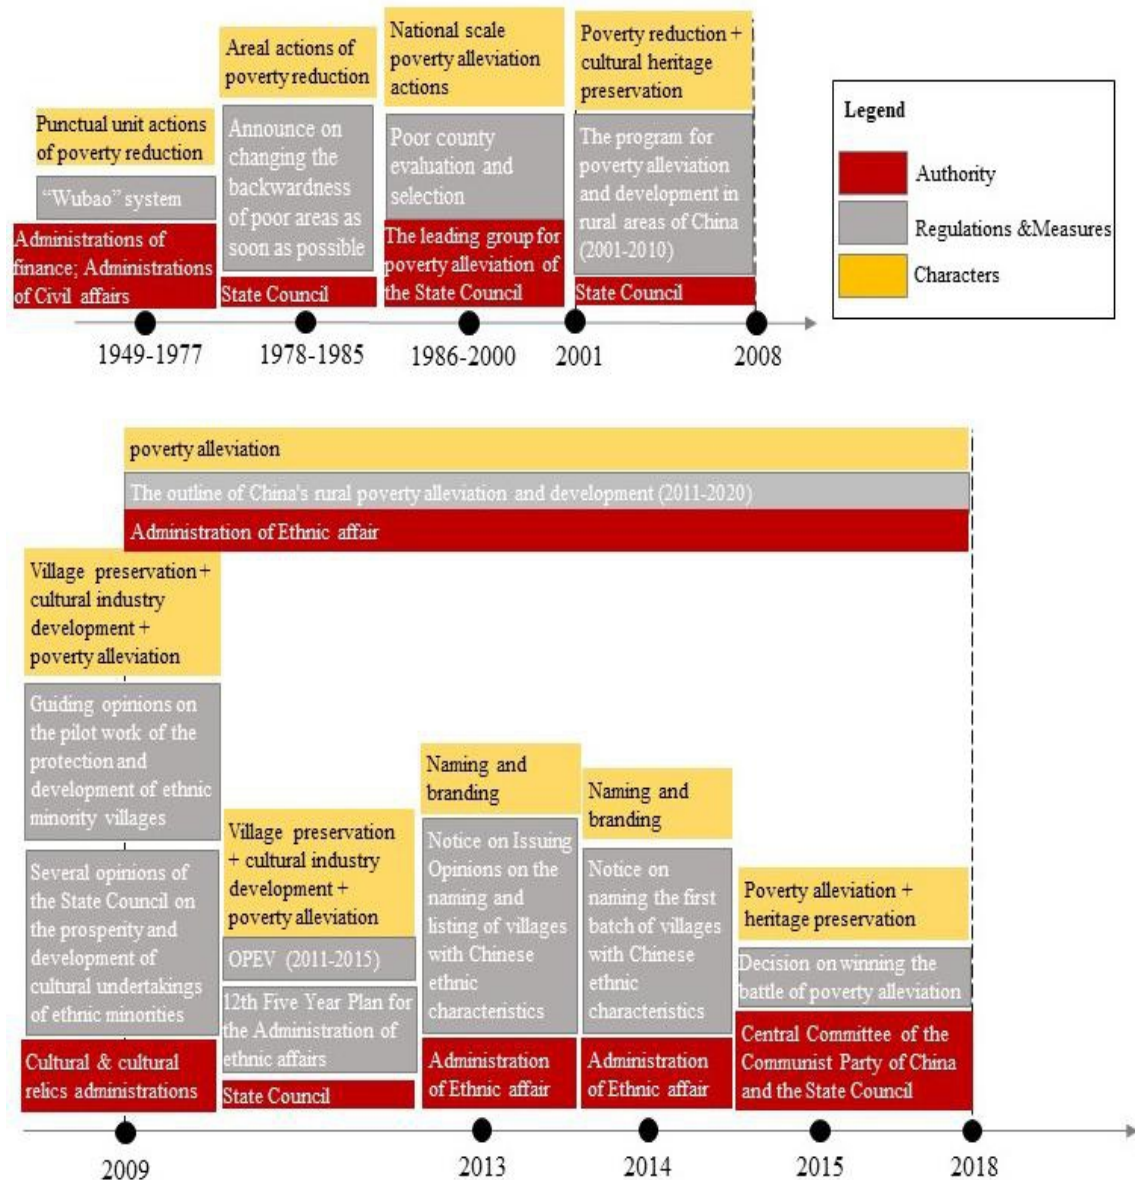 Punctual unit actions
of poverty reduction
"Wubao" system
Administrations of
finance; Administrations
of Civil affairs
1949-1977
Areal actions of
poverty reduction
Announce on
changing the
backwardness
of poor areas as
soon as possible
State Council
1978-1985
National scale
poverty alleviation
actions
Poor county
evaluation and
selection
The leading group for
poverty alleviation of
the State Council
1986-2000
Poverty reduction +
cultural heritage
preservation
The program for
poverty alleviation
and development in
rural areas of China
(2001-2010)
State Council
2001
2008
Legend
Authority
Regulations &Measures
Characters
poverty alleviation
The outline of China's rural poverty alleviation and development (2011-2020)
Administration of Ethnic affair
Village preservation +
cultural industry
development +
poverty alleviation
Guiding opinions on
the pilot work of the
protection and
development of ethnic
minority villages
Several opinions of
the State Council on
the prosperity and
development of
cultural undertakings
of ethnic minorities
Cultural & cultural
relics administrations
2009
Village preservation
+ cultural industry
development +
poverty alleviation
OPEV (2011-2015)
12th Five Year Plan for
the Administration of
ethnic affairs
State Council
Naming and
branding
Notice on Issuing
Opinions on the
naming and
listing of villages
with Chinese
ethnic
characteristics
Administration
of Ethnic affair
2013
Naming and
branding
Notice on
naming the first
batch of villages
with Chinese
ethnic
characteristics
Administration
of Ethnic affair
2014
Poverty alleviation +
heritage preservation
Decision on winning the
battle of poverty alleviation
Central Committee of the
Communist Party of China
and the State Council
2015
2018